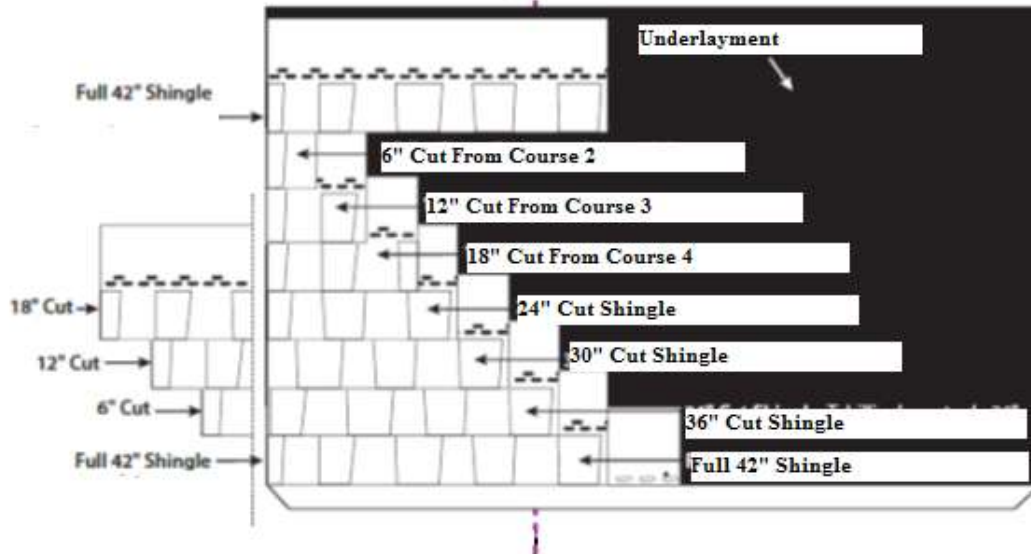 Underlayment
Full 42" Shingle
6" Cut From Course 2
12" Cut From Course 3
18" Cut From Course 4
18" Cut
24" Cut Shingle
12" Cut
30" Cut Shingle
6" Cut
36" Cut Shingle
Full 42" Shingle
Full 42" Shingle